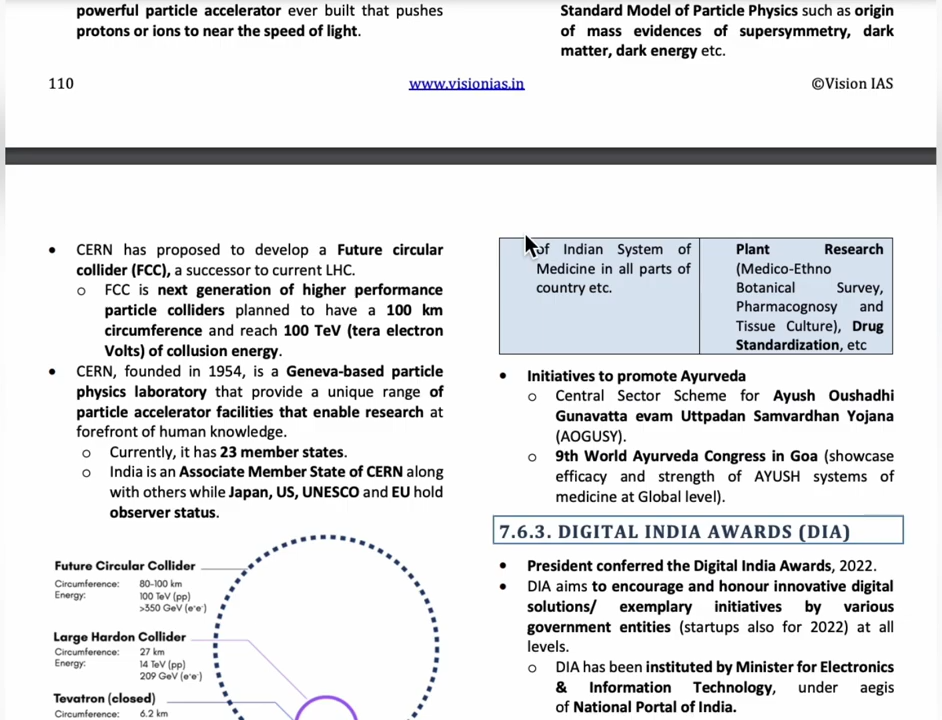 powerful particle accelerator ever built that pushes
protons or ions to near the speed of light.
Standard Model of Particle Physics such as origin
of mass evidences of supersymmetry, dark
matter, dark energy etc.
110
www.visionias.in
©Vision IAS
• CERN has proposed to develop a Future circular
collider (FCC), a successor to current LHC.
o FCC is next generation of higher performance
particle colliders planned to have a 100 km
circumference and reach 100 TeV (tera electron
Volts) of collusion energy.
• CERN, founded in 1954, is a Geneva-based particle
physics laboratory that provide a unique range of
particle accelerator facilities that enable research at
forefront of human knowledge.
o Currently, it has 23 member states.
o India is an Associate Member State of CERN along
with others while Japan, US, UNESCO and EU hold
observer status.
Future Circular Collider
Circumference: 80-100 km
Energy: 100 TeV (pp)
>350 GeV (e⁺e⁻)
Large Hardon Collider
Circumference: 27 km
Energy: 14 TeV (pp)
209 GeV (e⁺e⁻)
Tevatron (closed)
Circumference: 6.2 km
of Indian System of
Medicine in all parts of
country etc.
Plant Research
(Medico-Ethno
Botanical Survey,
Pharmacognosy and
Tissue Culture), Drug
Standardization, etc
• Initiatives to promote Ayurveda
o Central Sector Scheme for Ayush Oushadhi
Gunavatta evam Uttpadan Samvardhan Yojana
(AOGUSY).
o 9th World Ayurveda Congress in Goa (showcase
efficacy and strength of AYUSH systems of
medicine at Global level).
7.6.3. DIGITAL INDIA AWARDS (DIA)
• President conferred the Digital India Awards, 2022.
• DIA aims to encourage and honour innovative digital
solutions/ exemplary initiatives by various
government entities (startups also for 2022) at all
levels.
o DIA has been instituted by Minister for Electronics
& Information Technology, under aegis
of National Portal of India.